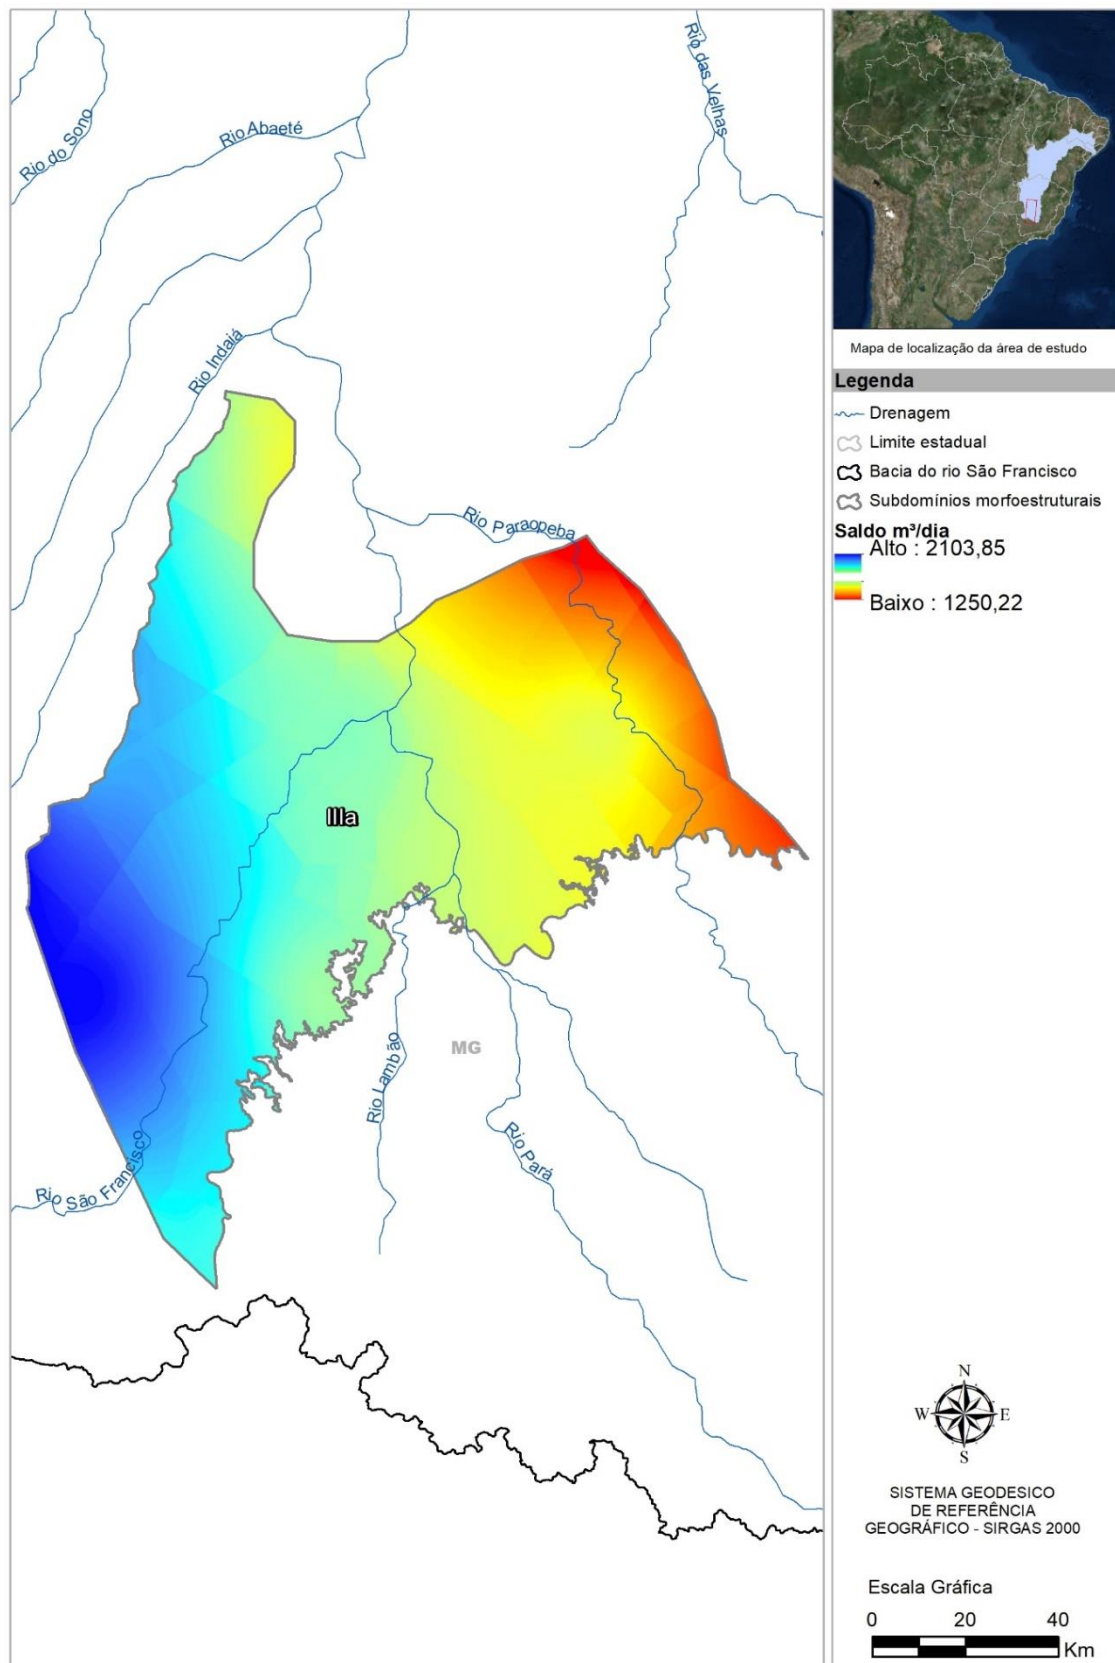 Rio do Sono
Rio Abaeté
Rio das Velhas
Rio Indaiá
Rio Paraopeba
IIIa
MG
Rio Lambão
Rio Pará
Rio São Francisco
Mapa de localização da área de estudo
Legenda
Drenagem
Limite estadual
Bacia do rio São Francisco
Subdomínios morfoestruturais
Saldo m³/dia
Alto : 2103,85
Baixo : 1250,22
N
W E
S
SISTEMA GEODESICO
DE REFERÊNCIA
GEOGRÁFICO - SIRGAS 2000
Escala Gráfica
0 20 40
Km